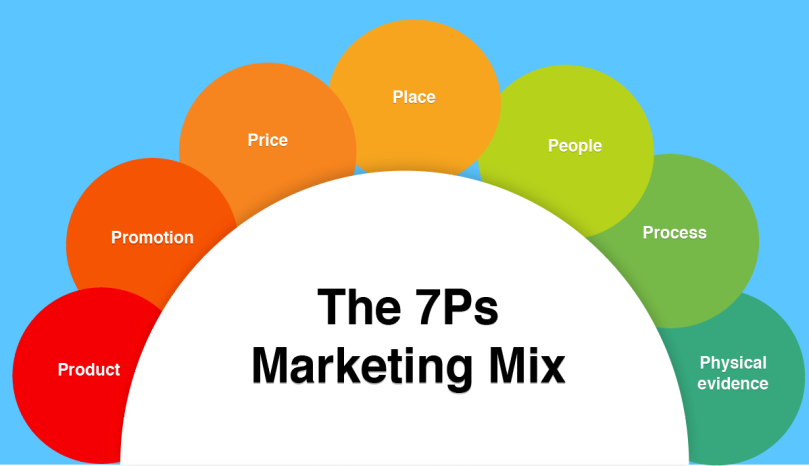 Place
Price
People
Promotion
Process
The 7Ps
Marketing Mix
Product
Physical
evidence